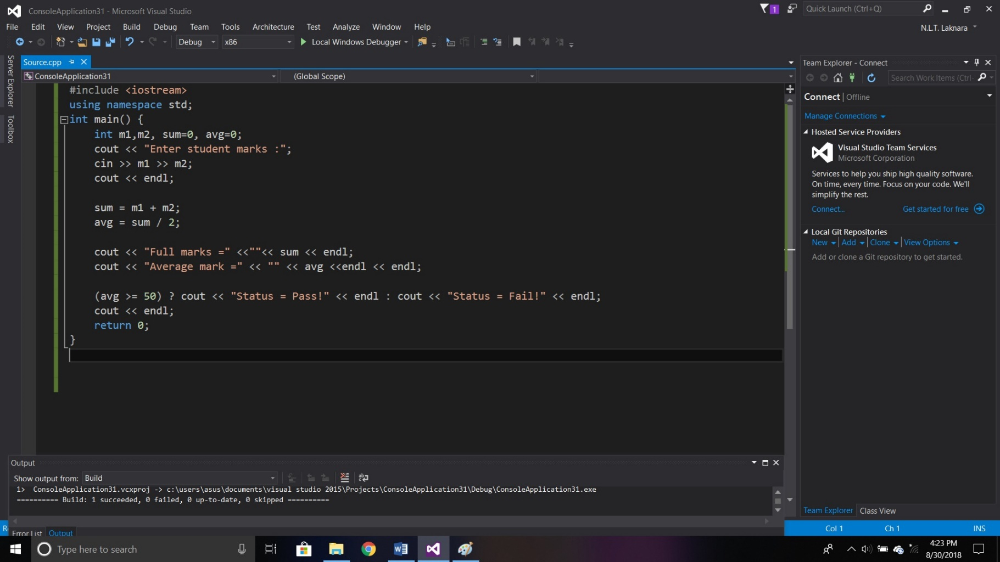 ConsoleApplication31 - Microsoft Visual Studio
1
Quick Launch (Ctrl+Q)
File Edit View Project Build Debug Team Tools Architecture Test Analyze Window Help
N.L.T. Laknara
Debug x86 Local Windows Debugger
Server Explorer
Toolbox
Source.cpp
ConsoleApplication31 (Global Scope)
#include <iostream>
using namespace std;
int main() {
int m1,m2, sum=0, avg=0;
cout << "Enter student marks :";
cin >> m1 >> m2;
cout << endl;
sum = m1 + m2;
avg = sum / 2;
cout << "Full marks =" <<""<< sum << endl;
cout << "Average mark =" << "" << avg <<endl << endl;
(avg >= 50) ? cout << "Status = Pass!" << endl : cout << "Status = Fail!" << endl;
cout << endl;
return 0;
}
Team Explorer - Connect
Search Work Items (Ctrl-
Connect | Offline
Manage Connections
Hosted Service Providers
Visual Studio Team Services
Microsoft Corporation
Services to help you ship high quality software.
On time, every time. Focus on your code. We'll
simplify the rest.
Connect... Get started for free
Local Git Repositories
New | Add | Clone | View Options
Add or clone a Git repository to get started.
Team Explorer Class View
Output
Show output from: Build
1> ConsoleApplication31.vcxproj -> c:\users\asus\documents\visual studio 2015\Projects\ConsoleApplication31\Debug\ConsoleApplication31.exe
========== Build: 1 succeeded, 0 failed, 0 up-to-date, 0 skipped ==========
Error List Output
Col 1 Ch 1 INS
Type here to search
4:23 PM
8/30/2018